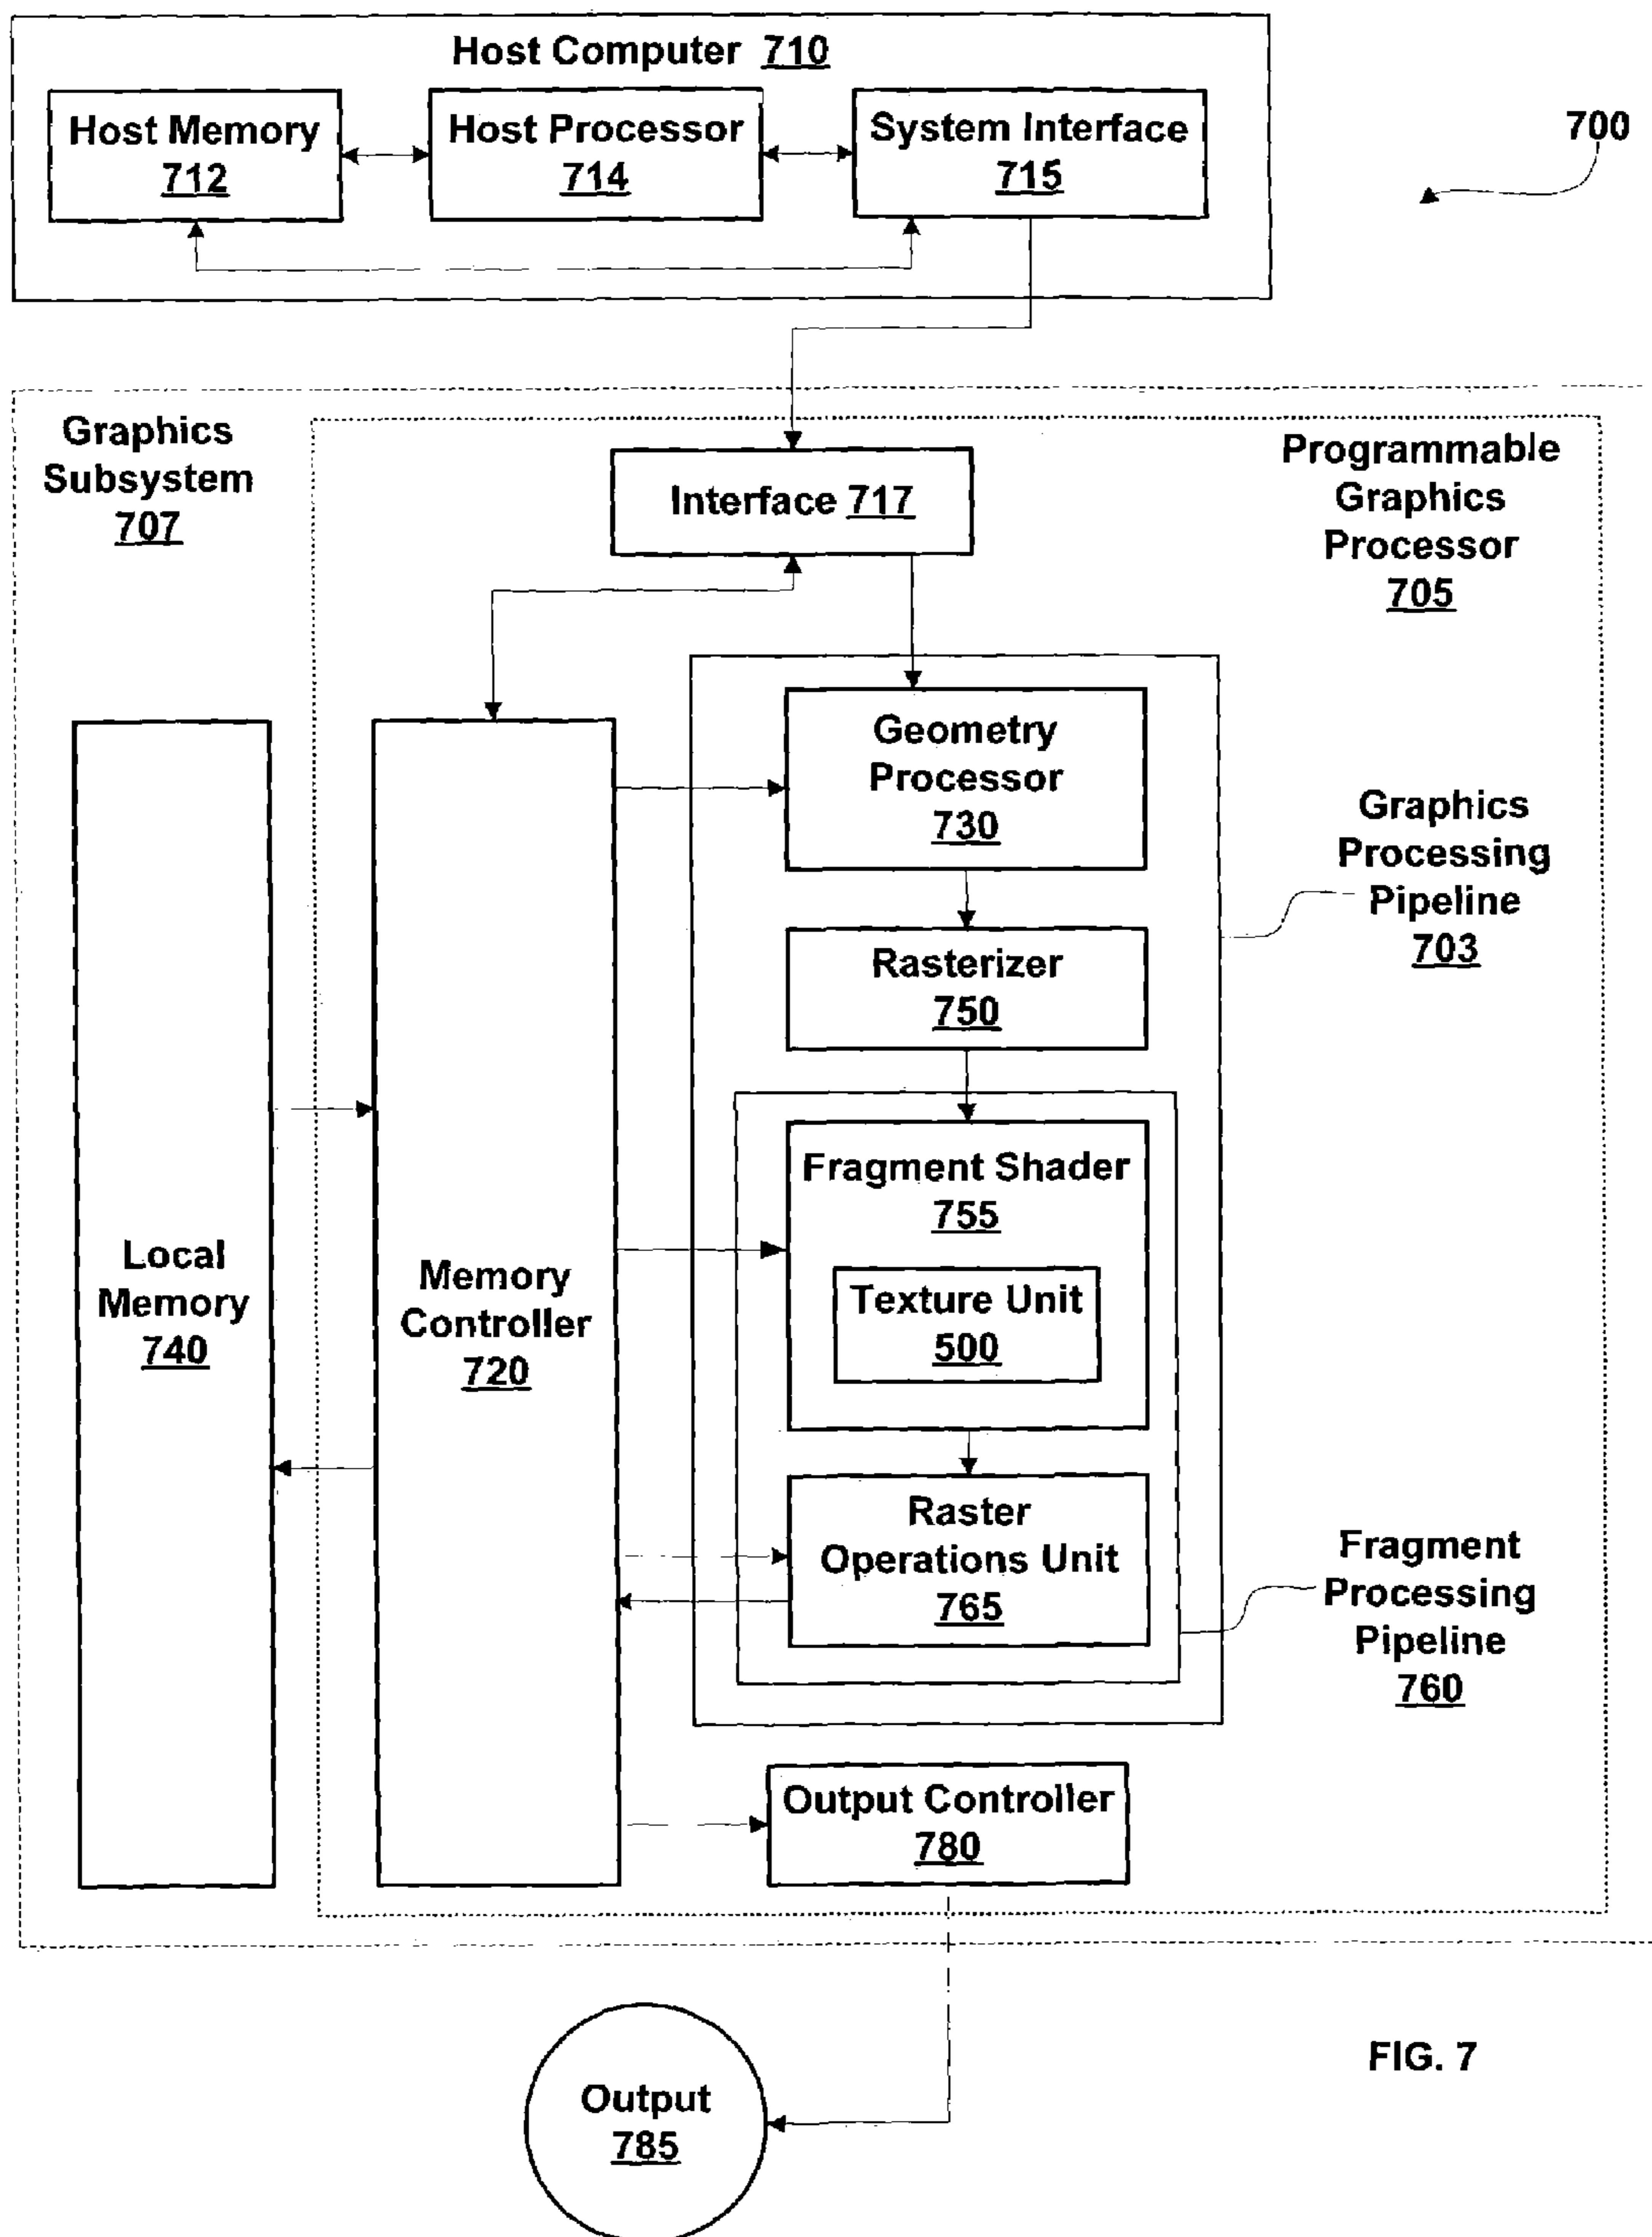 Host Computer 710
Host Memory
712
Host Processor
714
System Interface
715
700
Graphics
Subsystem
707
Interface 717
Programmable
Graphics
Processor
705
Geometry
Processor
730
Graphics
Processing
Pipeline
703
Rasterizer
750
Fragment Shader
755
Texture Unit
500
Local
Memory
740
Memory
Controller
720
Raster
Operations Unit
765
Fragment
Processing
Pipeline
760
Output Controller
780
Output
785
FIG. 7